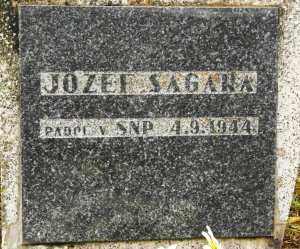 JOZEF SAGARA
PADOL V SNP 4.9.1944